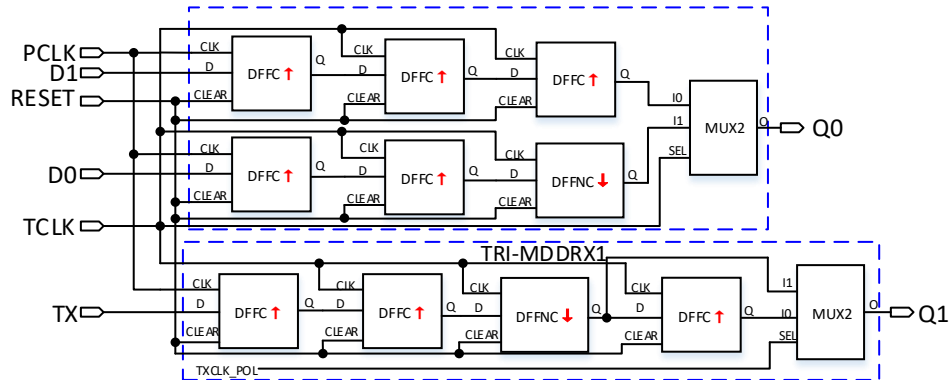 PCLK
D1
RESET
D0
TCLK
TX
CLK
D
CLEAR
DFFC
Q
CLK
D
CLEAR
DFFC
Q
CLK
D
CLEAR
DFFC
Q
I0
I1
SEL
MUX2
O
Q0
CLK
D
CLEAR
DFFC
Q
CLK
D
CLEAR
DFFC
Q
CLK
D
CLEAR
DFFNC
Q
TRI-MDDRX1
CLK
D
CLEAR
DFFC
Q
CLK
D
CLEAR
DFFC
Q
CLK
D
CLEAR
DFFNC
Q
CLK
D
CLEAR
DFFC
Q
I1
I0
SEL
MUX2
O
Q1
TXCLK_POL